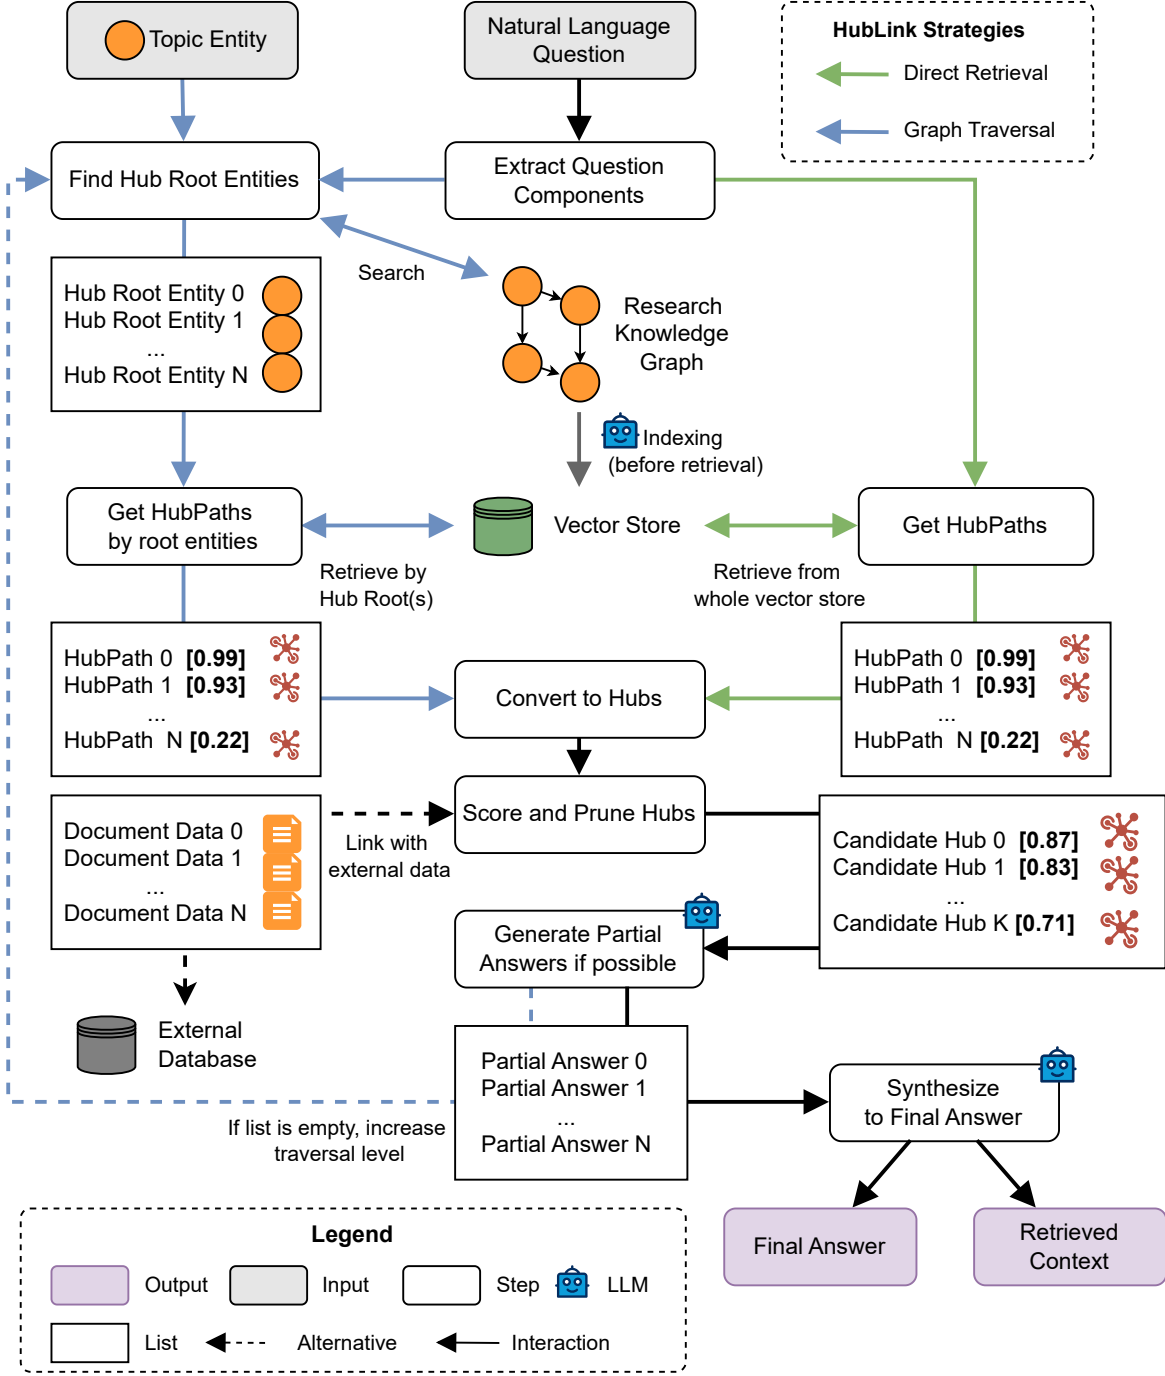 Topic Entity
Natural Language
Question
HubLink Strategies
Direct Retrieval
Graph Traversal
Find Hub Root Entities
Extract Question
Components
Search
Hub Root Entity 0
Hub Root Entity 1
...
Hub Root Entity N
Research
Knowledge
Graph
Indexing
(before retrieval)
Get HubPaths
by root entities
Vector Store
Get HubPaths
Retrieve by
Hub Root(s)
Retrieve from
whole vector store
HubPath 0 [0.99]
HubPath 1 [0.93]
...
HubPath N [0.22]
Convert to Hubs
HubPath 0 [0.99]
HubPath 1 [0.93]
...
HubPath N [0.22]
Document Data 0
Document Data 1
...
Document Data N
Link with
external data
Score and Prune Hubs
Candidate Hub 0 [0.87]
Candidate Hub 1 [0.83]
...
Candidate Hub K [0.71]
Generate Partial
Answers if possible
External
Database
Partial Answer 0
Partial Answer 1
...
Partial Answer N
If list is empty, increase
traversal level
Synthesize
to Final Answer
Final Answer
Retrieved
Context
Legend
Output
Input
Step
LLM
List
Alternative
Interaction